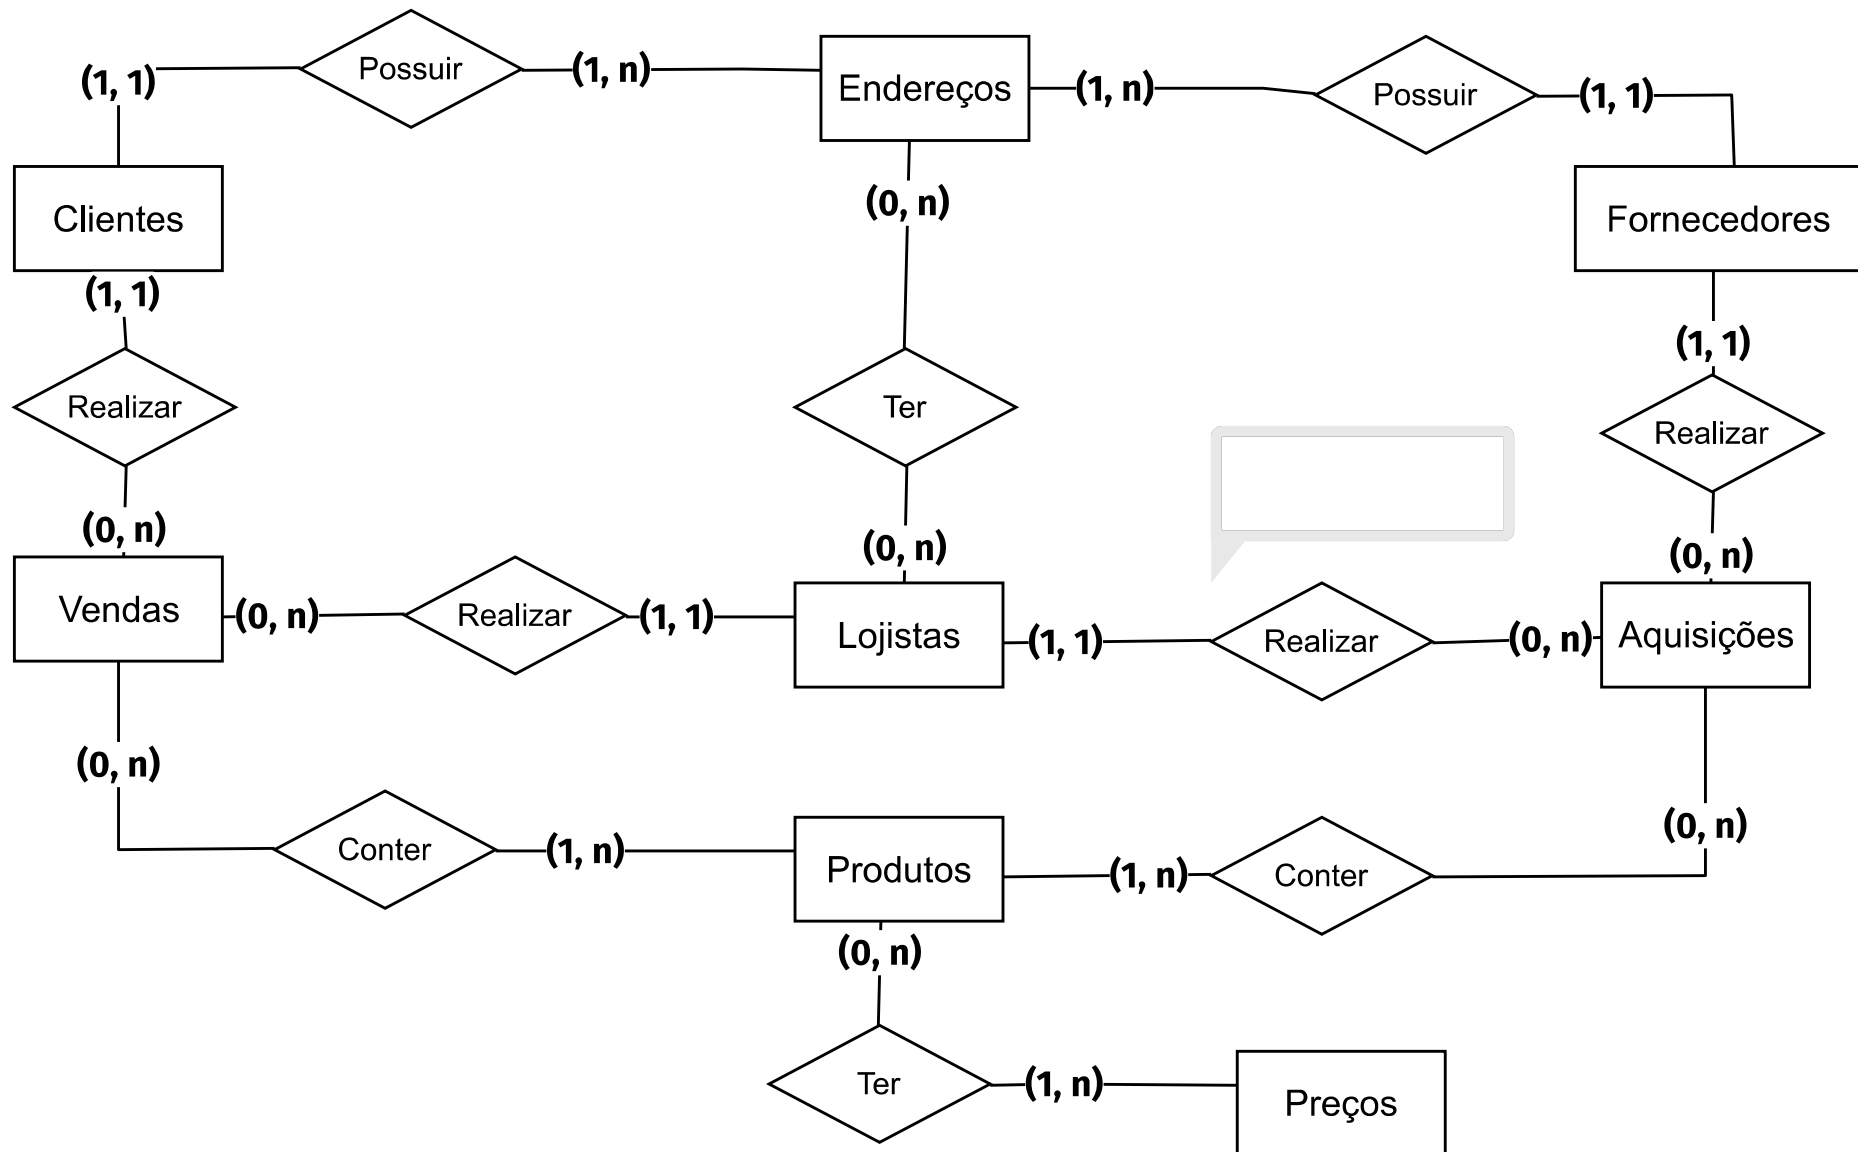 Possuir
(1, 1)
(1, n)
Endereços
(1, n)
Possuir
(1, 1)
Clientes
(0, n)
Fornecedores
(1, 1)
(1, 1)
Realizar
Ter
Realizar
(0, n)
(0, n)
(0, n)
Vendas
(0, n)
Realizar
(1, 1)
Lojistas
(1, 1)
Realizar
(0, n)
Aquisições
(0, n)
(0, n)
Conter
(1, n)
Produtos
(1, n)
Conter
(0, n)
Ter
(1, n)
Preços